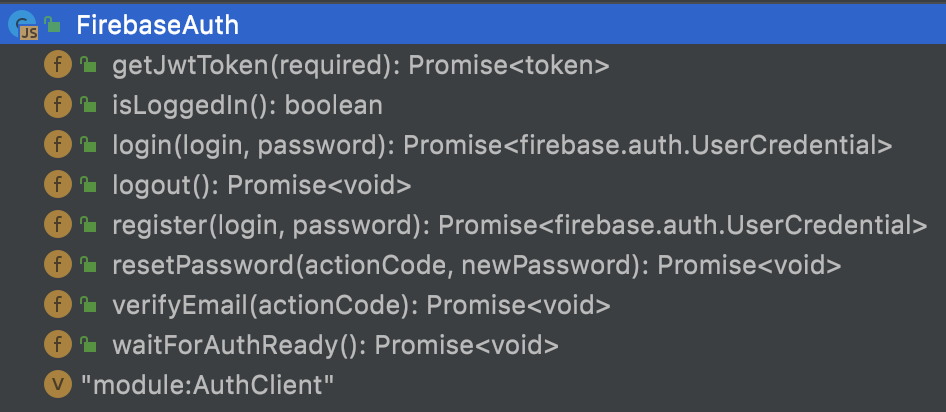 JS FirebaseAuth
f getJwtToken(required): Promise<token>
f isLoggedIn(): boolean
f login(login, password): Promise<firebase.auth.UserCredential>
f logout(): Promise<void>
f register(login, password): Promise<firebase.auth.UserCredential>
f resetPassword(actionCode, newPassword): Promise<void>
f verifyEmail(actionCode): Promise<void>
f waitForAuthReady(): Promise<void>
V "module:AuthClient"